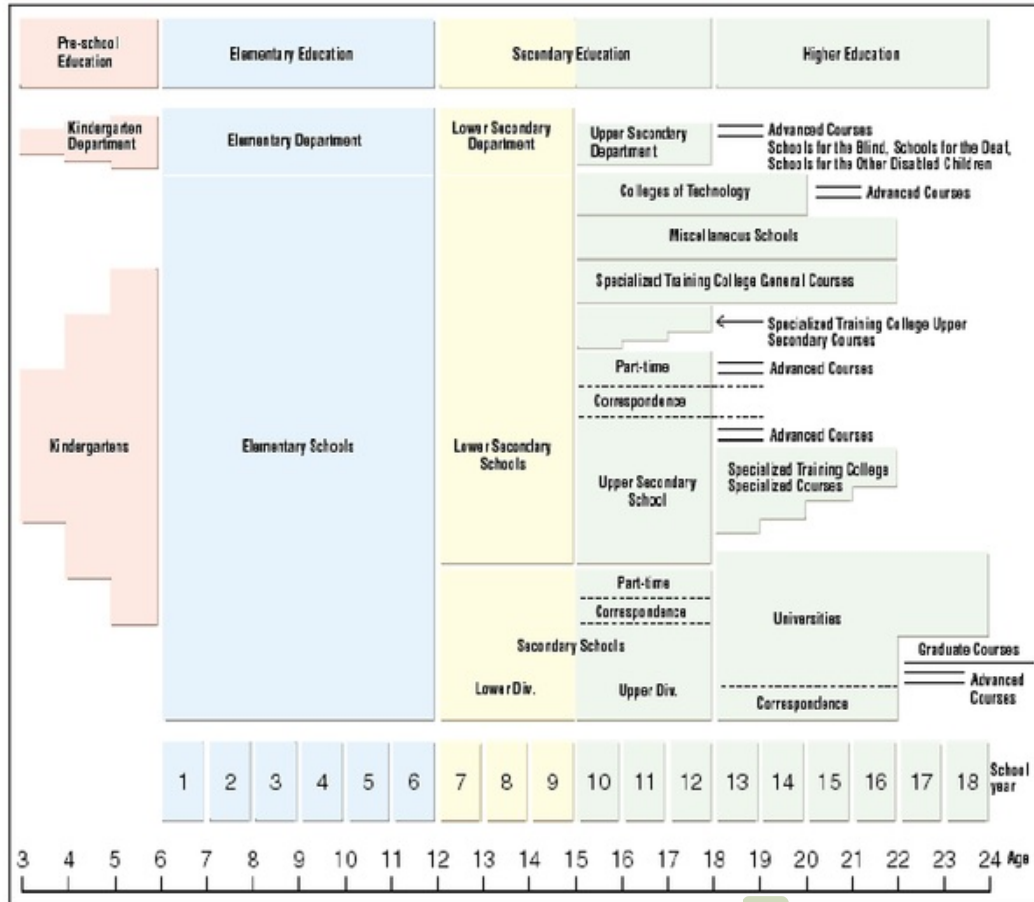 Pre-school
Education
Elementary Education
Secondary Education
Higher Education
Kindergarten
Department
Elementary Department
Lower Secondary
Department
Upper Secondary
Department
Advanced Courses
Schools for the Blind, Schools for the Deaf,
Schools for the Other Disabled Children
Colleges of Technology
Advanced Courses
Miscellaneous Schools
Specialized Training College General Courses
Specialized Training College Upper
Secondary Courses
Part-time
Advanced Courses
Correspondence
Kindergartens
Elementary Schools
Lower Secondary
Schools
Advanced Courses
Upper Secondary
School
Specialized Training College
Specialized Courses
Part-time
Correspondence
Secondary Schools
Lower Div.
Upper Div.
Universities
Graduate Courses
Advanced
Courses
Correspondence
1 2 3 4 5 6 7 8 9 10 11 12 13 14 15 16 17 18 School
year
3 4 5 6 7 8 9 10 11 12 13 14 15 16 17 18 19 20 21 22 23 24 Age